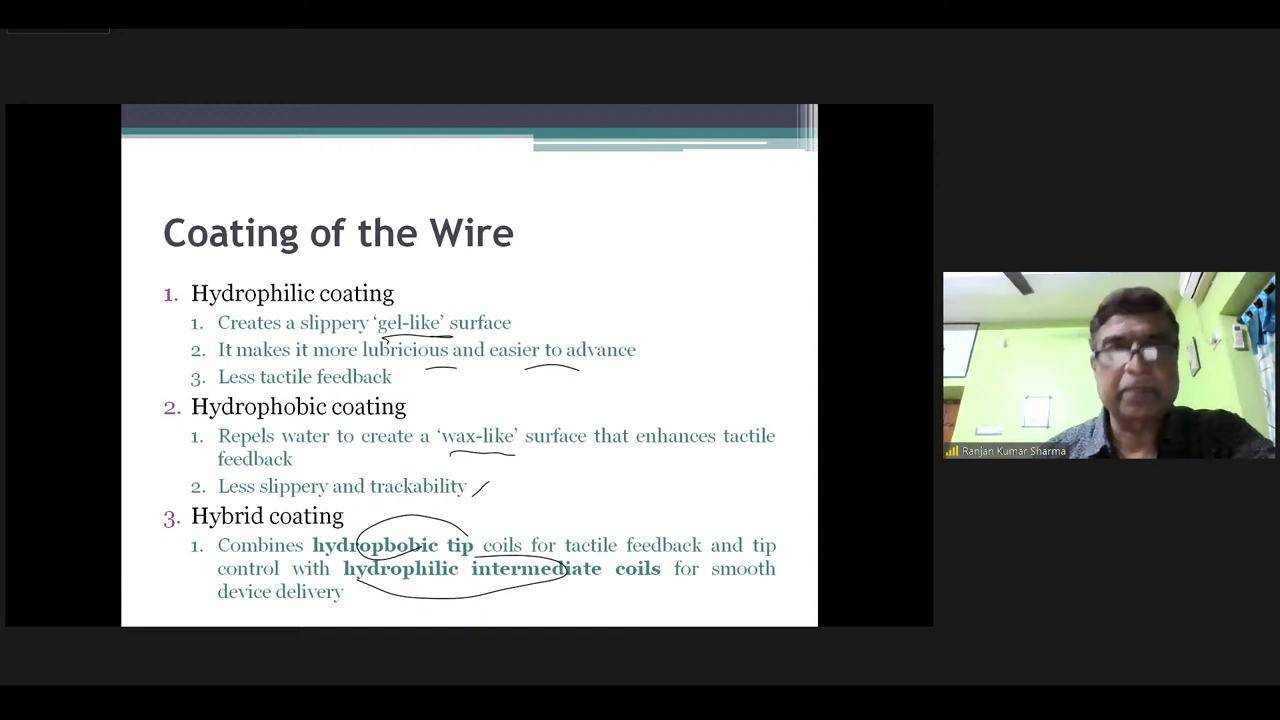 Coating of the Wire
1. Hydrophilic coating
1. Creates a slippery ‘gel-like’ surface
2. It makes it more lubricious and easier to advance
3. Less tactile feedback
2. Hydrophobic coating
1. Repels water to create a ‘wax-like’ surface that enhances tactile
feedback
2. Less slippery and trackability
3. Hybrid coating
1. Combines hydropbobic tip coils for tactile feedback and tip
control with hydrophilic intermediate coils for smooth
device delivery
Ranjan Kumar Sharma